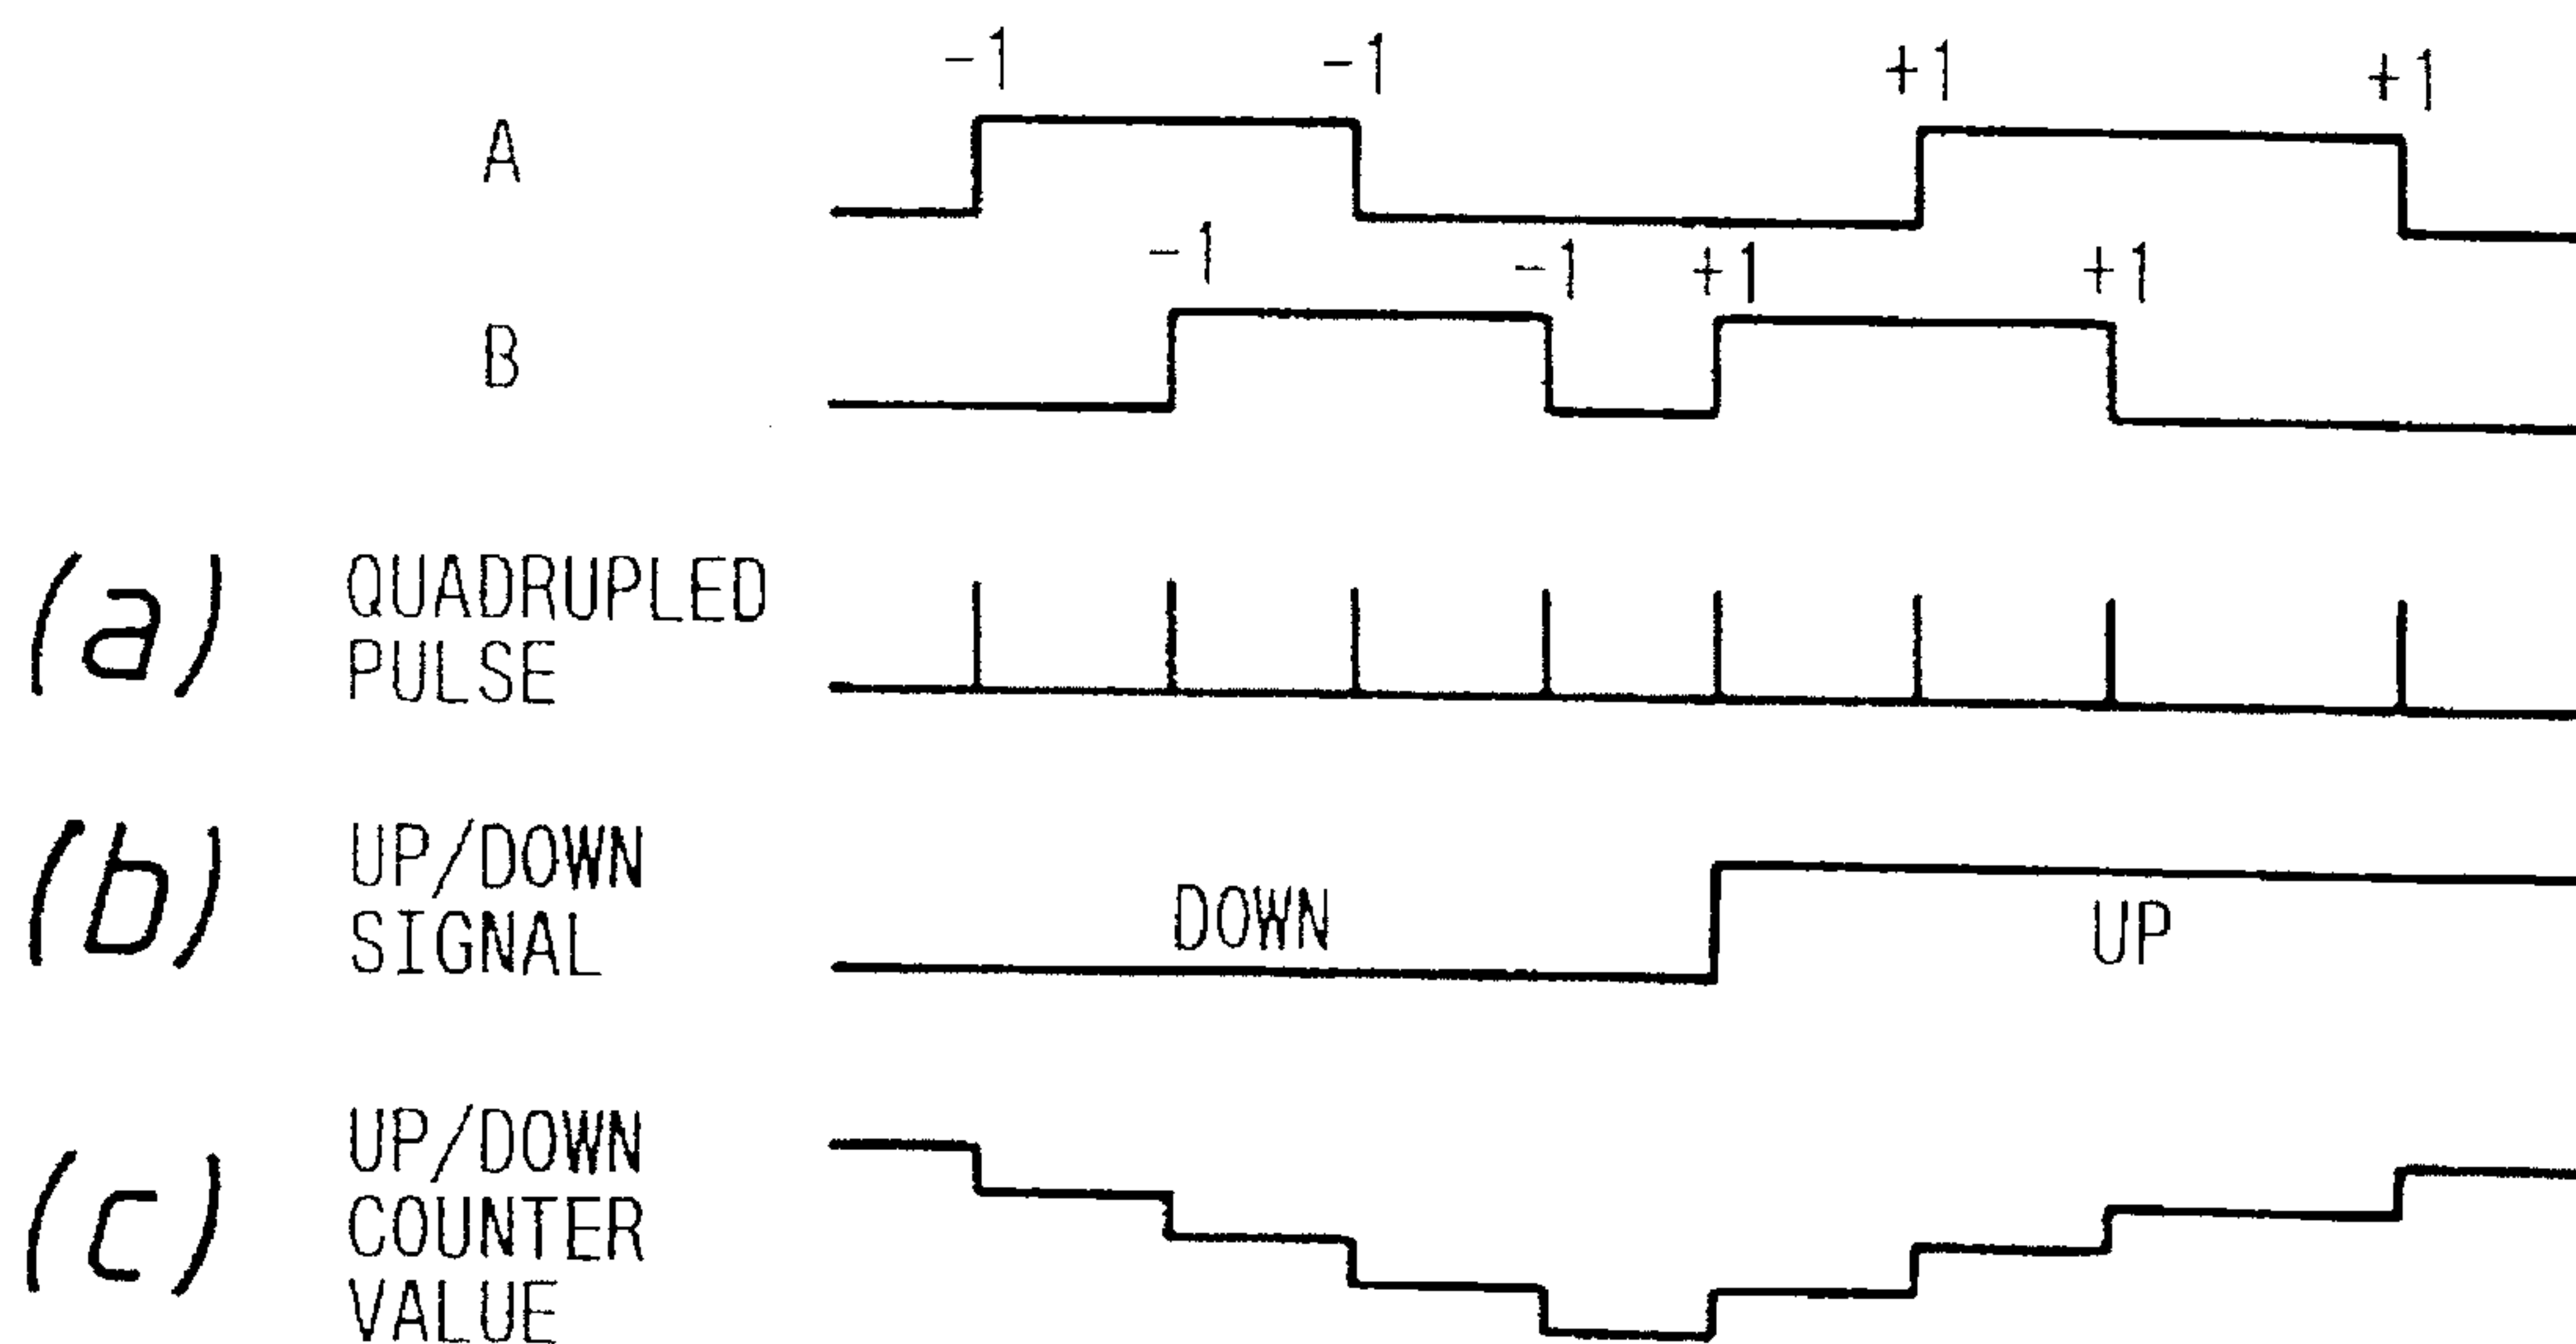 -1 -1 +1 +1
A
-1 -1 +1 +1
B
(a) QUADRUPLED
PULSE
(b) UP/DOWN
SIGNAL
DOWN
UP
(c) UP/DOWN
COUNTER
VALUE